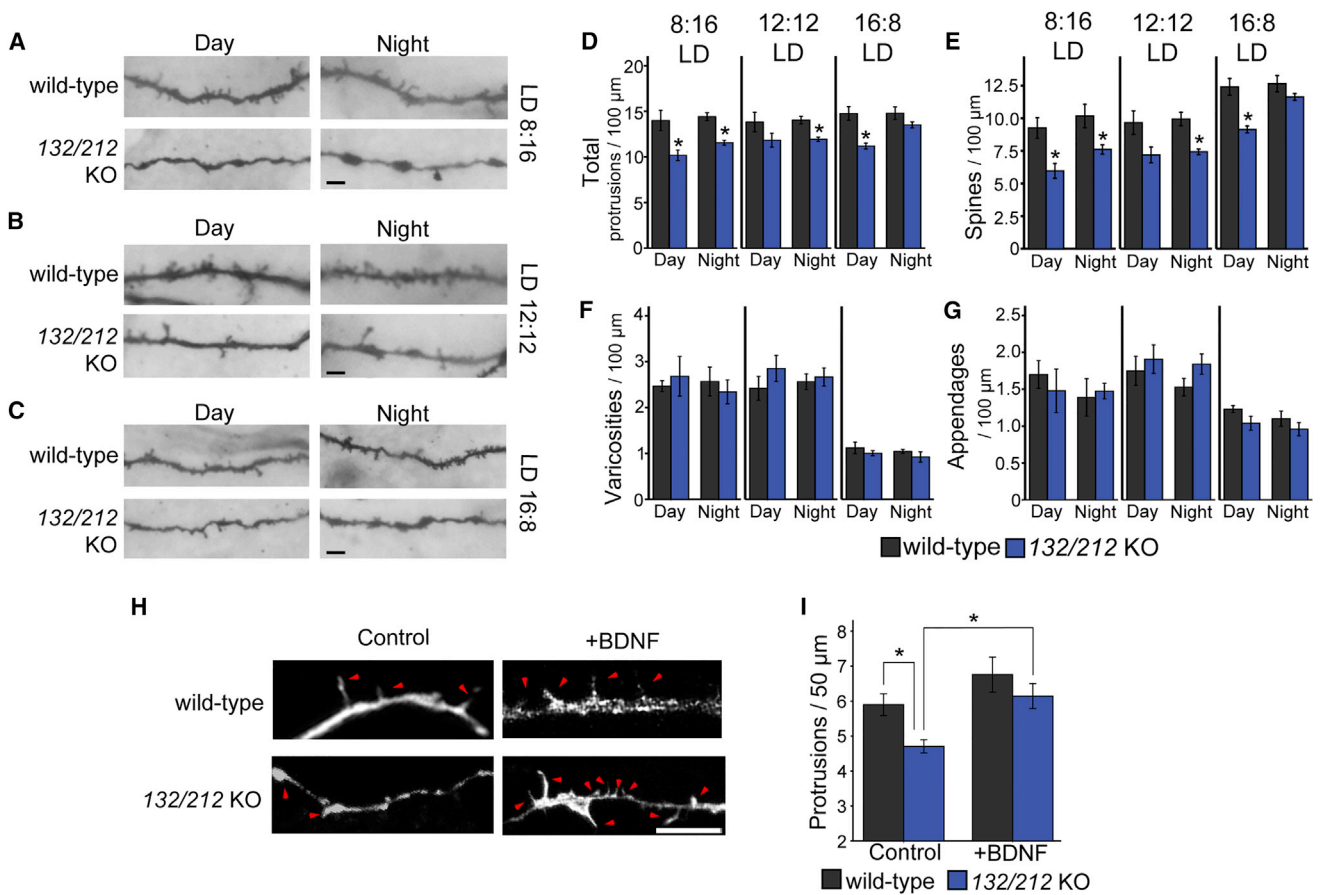 A
Day
Night
wild-type
132/212
KO
LD 8:16
B
Day
Night
wild-type
132/212
KO
LD 12:12
C
Day
Night
wild-type
132/212
KO
LD 16:8
D
8:16
LD
12:12
LD
16:8
LD
Total
protrusions / 100 µm
20
15
10
5
0
*
*
*
*
Day
Night
Day
Night
Day
Night
E
8:16
LD
12:12
LD
16:8
LD
Spines / 100 µm
12.5
10.0
7.5
5.0
2.5
0
*
*
*
*
Day
Night
Day
Night
Day
Night
F
Varicosities / 100 µm
4
3
2
1
0
Day
Night
Day
Night
Day
Night
G
Appendages
/ 100 µm
2.5
2.0
1.5
1.0
0.5
0
Day
Night
Day
Night
Day
Night
wild-type
132/212 KO
H
Control
+BDNF
wild-type
132/212 KO
I
Protrusions / 50 µm
8
7
6
5
4
3
2
*
*
Control
+BDNF
wild-type
132/212 KO